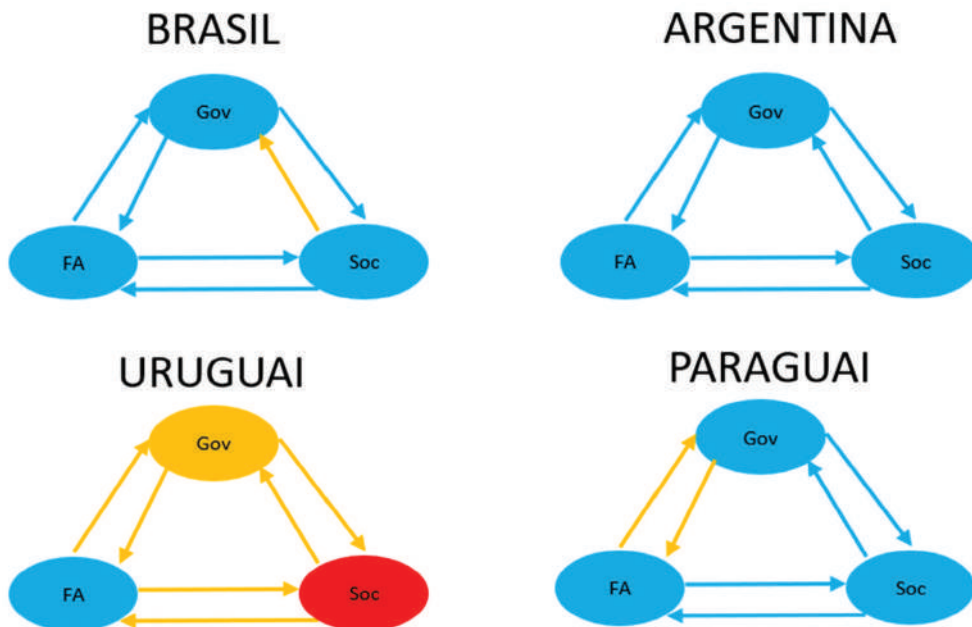 BRASIL
Gov
FA
Soc
ARGENTINA
Gov
FA
Soc
URUGUAI
Gov
FA
Soc
PARAGUAI
Gov
FA
Soc